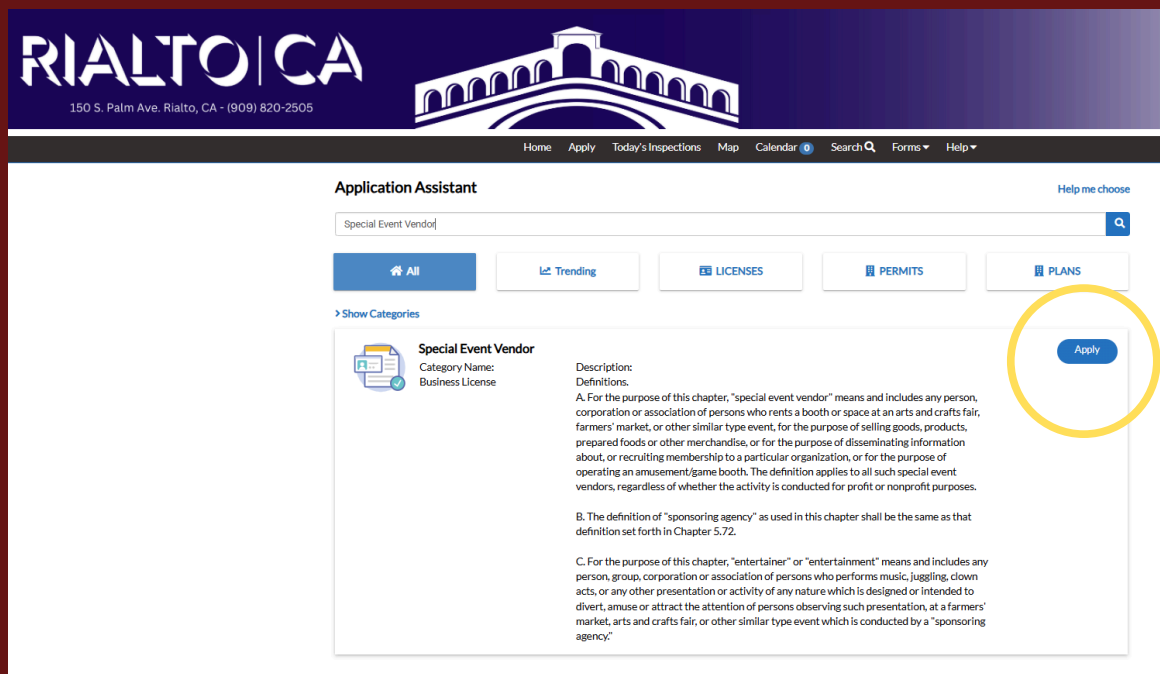 RIALTO|CA
150 S. Palm Ave. Rialto, CA - (909) 820-2505
Home Apply Today's Inspections Map Calendar 0 Search Forms Help
Application Assistant
Help me choose
Special Event Vendor
All Trending LICENSES PERMITS PLANS
Show Categories
Special Event Vendor
Apply
Category Name:
Business License
Description:
Definitions.
A. For the purpose of this chapter, "special event vendor" means and includes any person,
corporation or association of persons who rents a booth or space at an arts and crafts fair,
farmers' market, or other similar type event, for the purpose of selling goods, products,
prepared foods or other merchandise, or for the purpose of disseminating information
about, or recruiting membership to a particular organization, or for the purpose of
operating an amusement/game booth. The definition applies to all such special event
vendors, regardless of whether the activity is conducted for profit or nonprofit purposes.
B. The definition of "sponsoring agency" as used in this chapter shall be the same as that
definition set forth in Chapter 5.72.
C. For the purpose of this chapter, "entertainer" or "entertainment" means and includes any
person, group, corporation or association of persons who performs music, juggling, clown
acts, or any other presentation or activity of any nature which is designed or intended to
divert, amuse or attract the attention of persons observing such presentation, at a farmers'
market, arts and crafts fair, or other similar type event which is conducted by a "sponsoring
agency."